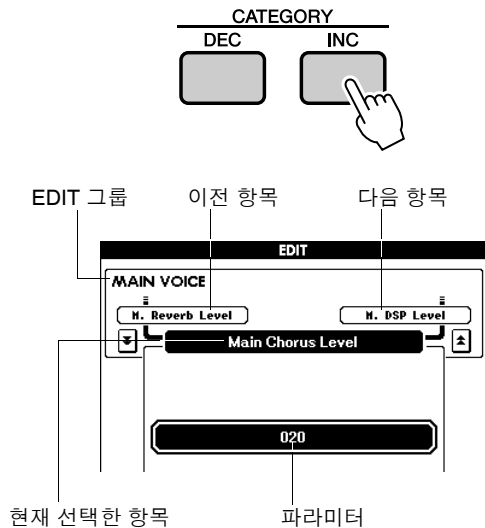 CATEGORY
DEC INC
EDIT 그룹 이전 항목 다음 항목
EDIT
MAIN VOICE
M. Reverb Level M. DSP Level
Main Chorus Level
020
현재 선택한 항목 파라미터